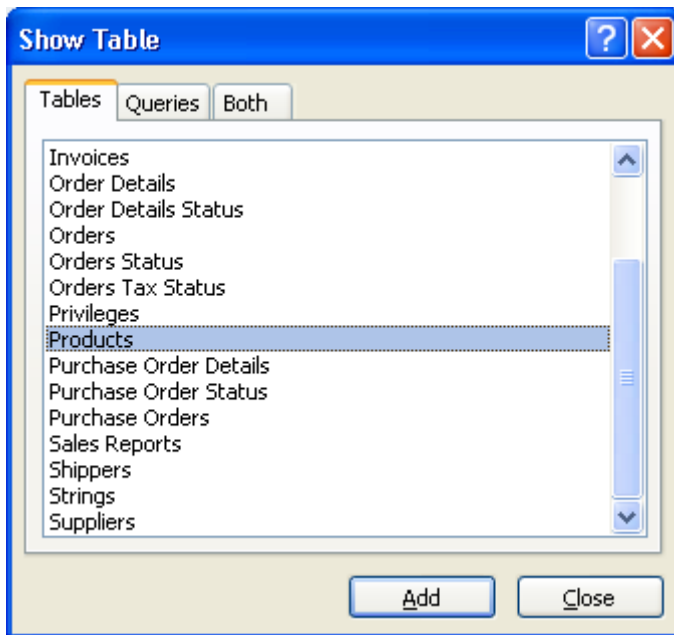 Show Table
Tables Queries Both
Invoices
Order Details
Order Details Status
Orders
Orders Status
Orders Tax Status
Privileges
Products
Purchase Order Details
Purchase Order Status
Purchase Orders
Sales Reports
Shippers
Strings
Suppliers
Add Close